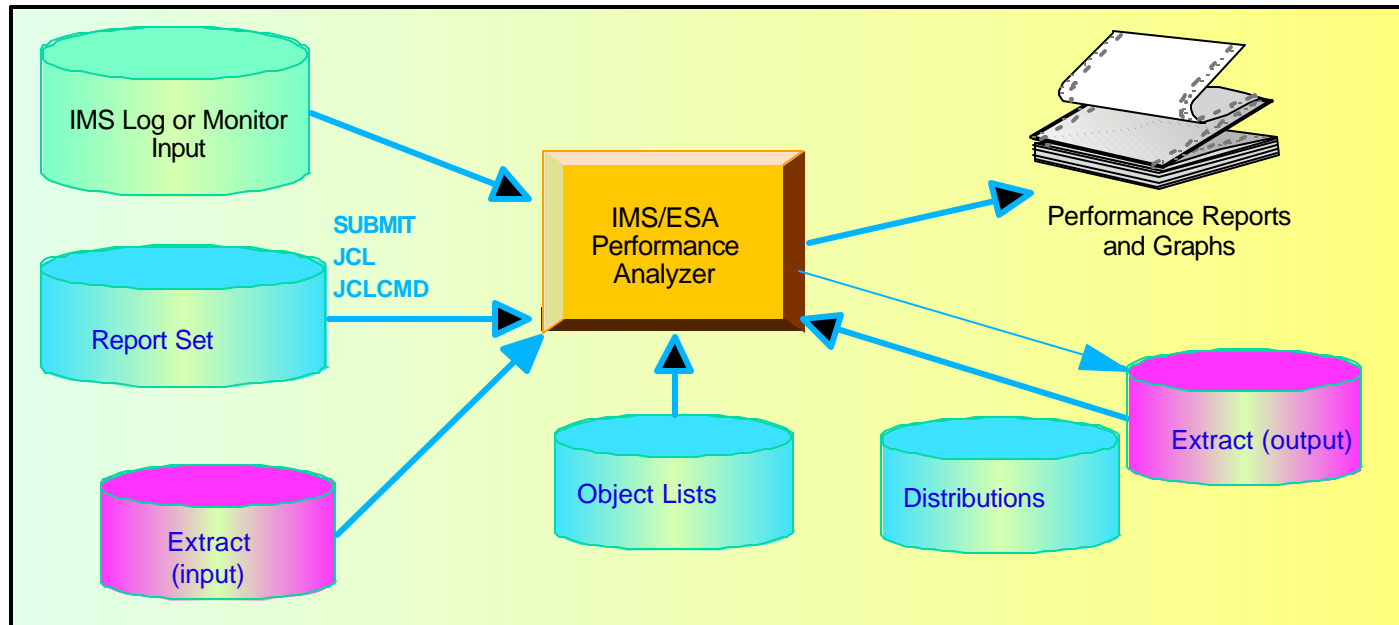 IMS Log or Monitor
Input
SUBMIT
JCL
JCLCMD
Report Set
Extract
(input)
IMS/ESA
Performance
Analyzer
Object Lists
Distributions
Performance Reports
and Graphs
Extract (output)